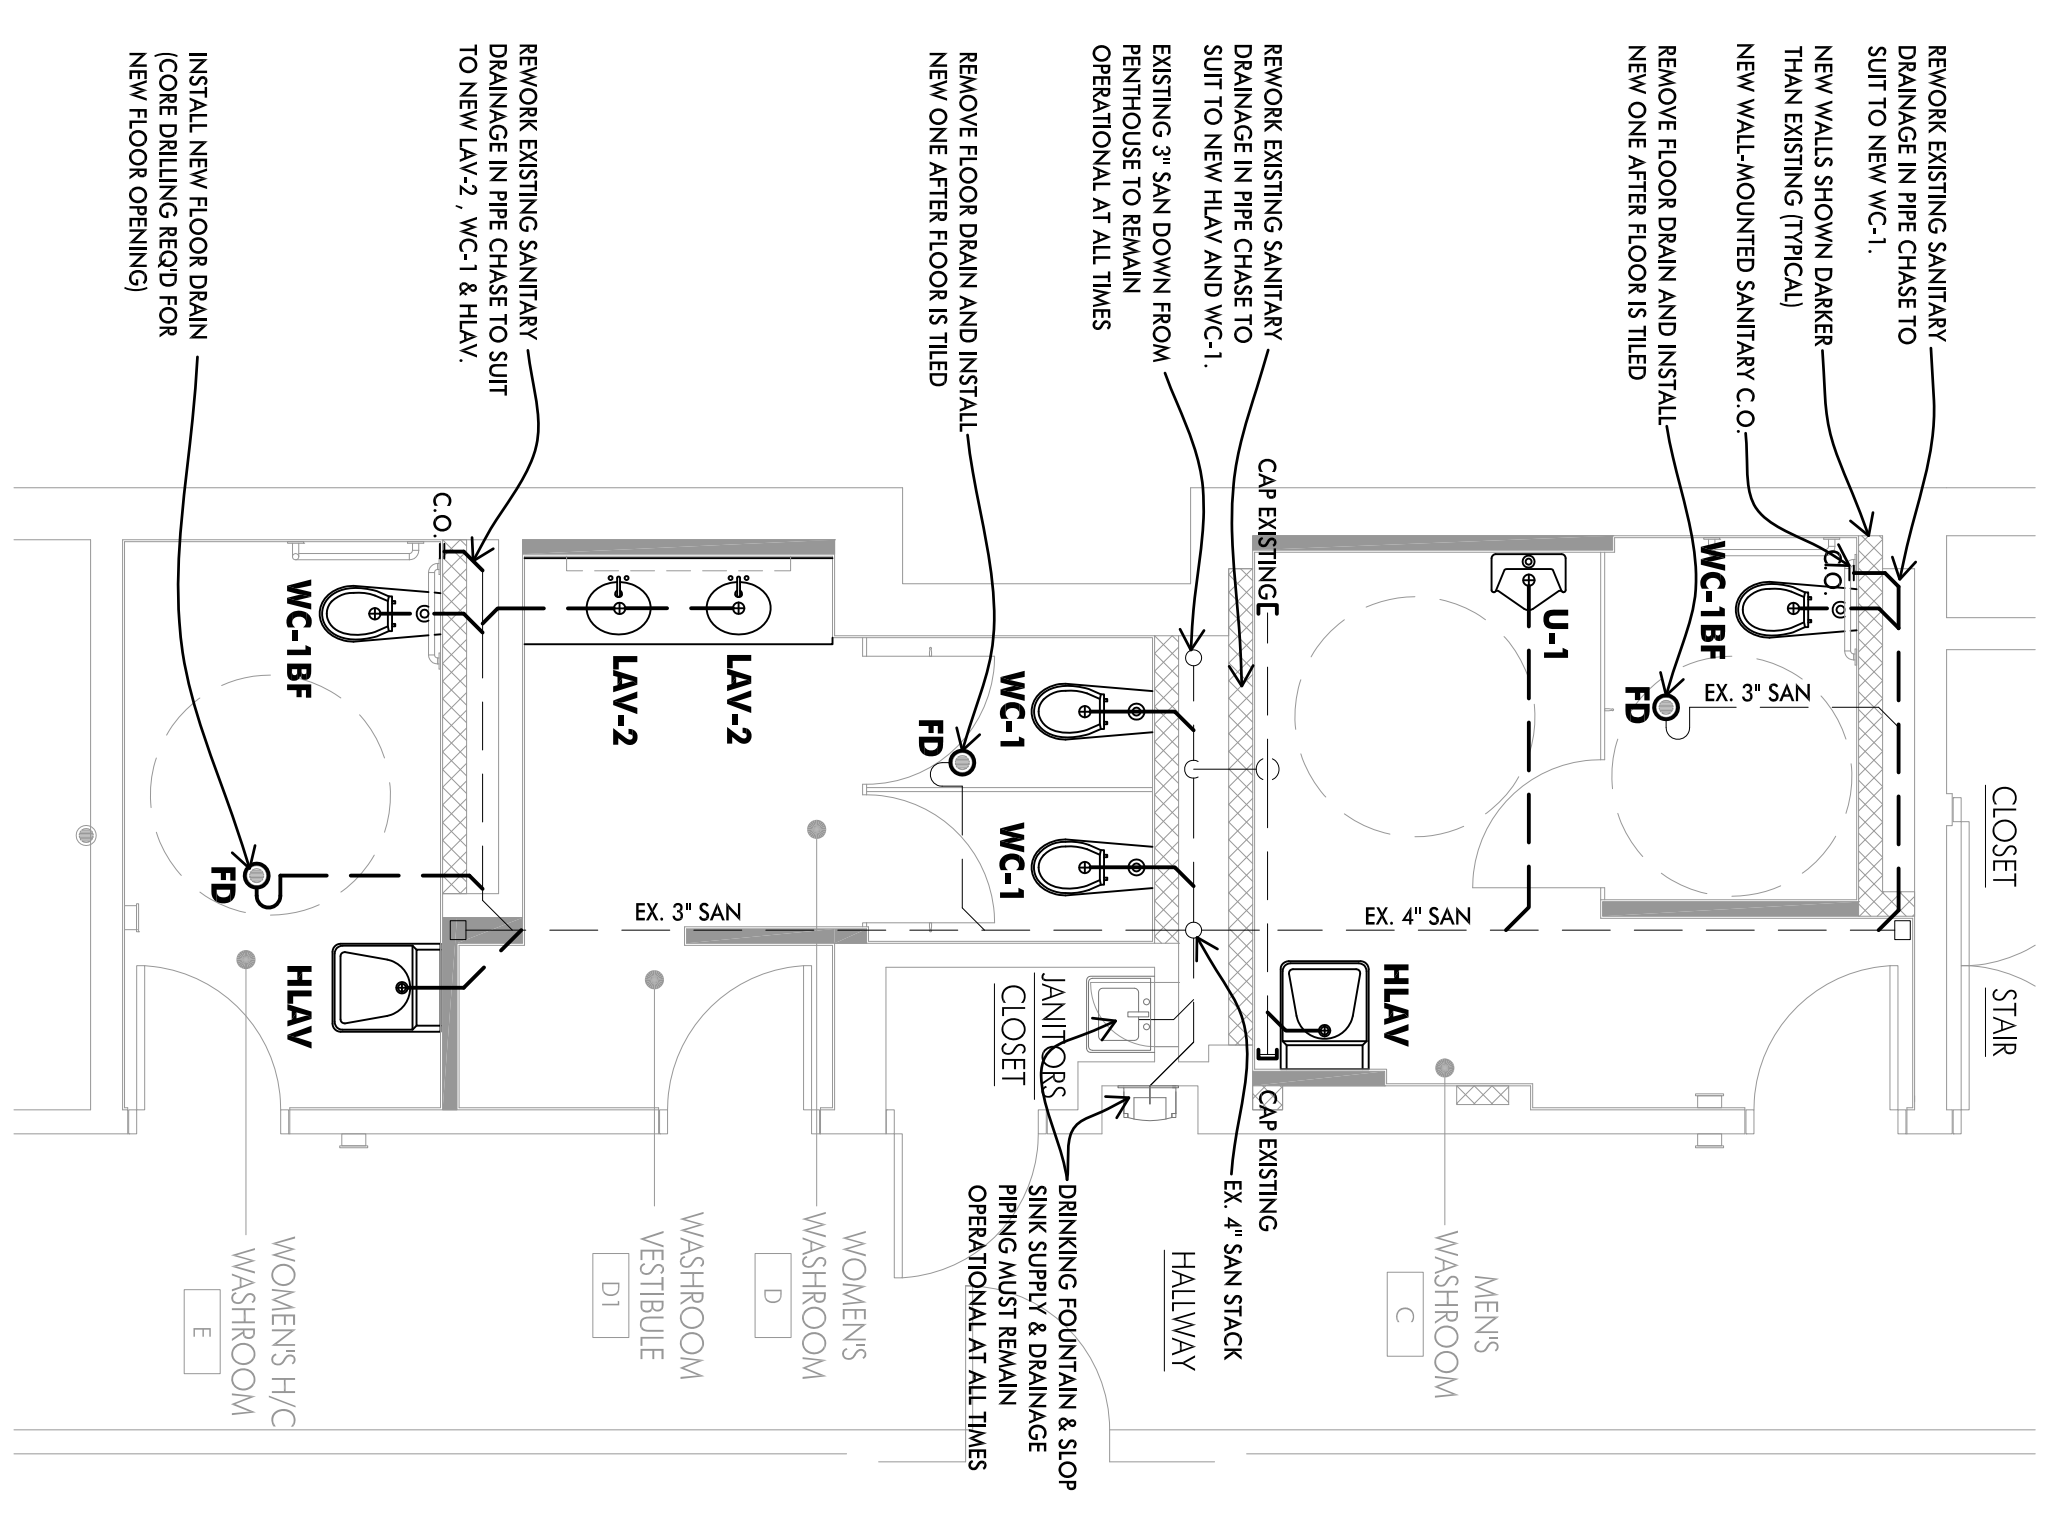 REWORK EXISTING SANITARY
DRAINAGE IN PIPE CHASE TO
SUIT TO NEW WC-1.
NEW WALLS SHOWN DARKER
THAN EXISTING (TYPICAL)
NEW WALL-MOUNTED SANITARY C.O.
REMOVE FLOOR DRAIN AND INSTALL
NEW ONE AFTER FLOOR IS TILED
REWORK EXISTING SANITARY
DRAINAGE IN PIPE CHASE TO
SUIT TO NEW HLAV AND WC-1.
EXISTING 3" SAN DOWN FROM
PENTHOUSE TO REMAIN
OPERATIONAL AT ALL TIMES
REMOVE FLOOR DRAIN AND INSTALL
NEW ONE AFTER FLOOR IS TILED
REWORK EXISTING SANITARY
DRAINAGE IN PIPE CHASE TO SUIT
TO NEW LAV-2 , WC-1 & HLAV.
INSTALL NEW FLOOR DRAIN
(CORE DRILLING REQ'D FOR
NEW FLOOR OPENING)
CLOSET
STAIR
C.O.
WC-1BF
EX. 3" SAN
FD
U-1
EX. 4" SAN
HLAV
CAP EXISTING
CAP EXISTING
EX. 4" SAN STACK
WC-1
WC-1
FD
JANITORS
CLOSET
LAV-2
LAV-2
EX. 3" SAN
C.O.
WC-1BF
FD
HLAV
MEN'S
WASHROOM
C
HALLWAY
DRINKING FOUNTAIN & SLOP
SINK SUPPLY & DRAINAGE
PIPING MUST REMAIN
OPERATIONAL AT ALL TIMES
WOMEN'S
WASHROOM
D
WASHROOM
VESTIBULE
D1
WOMEN'S H/C
WASHROOM
E